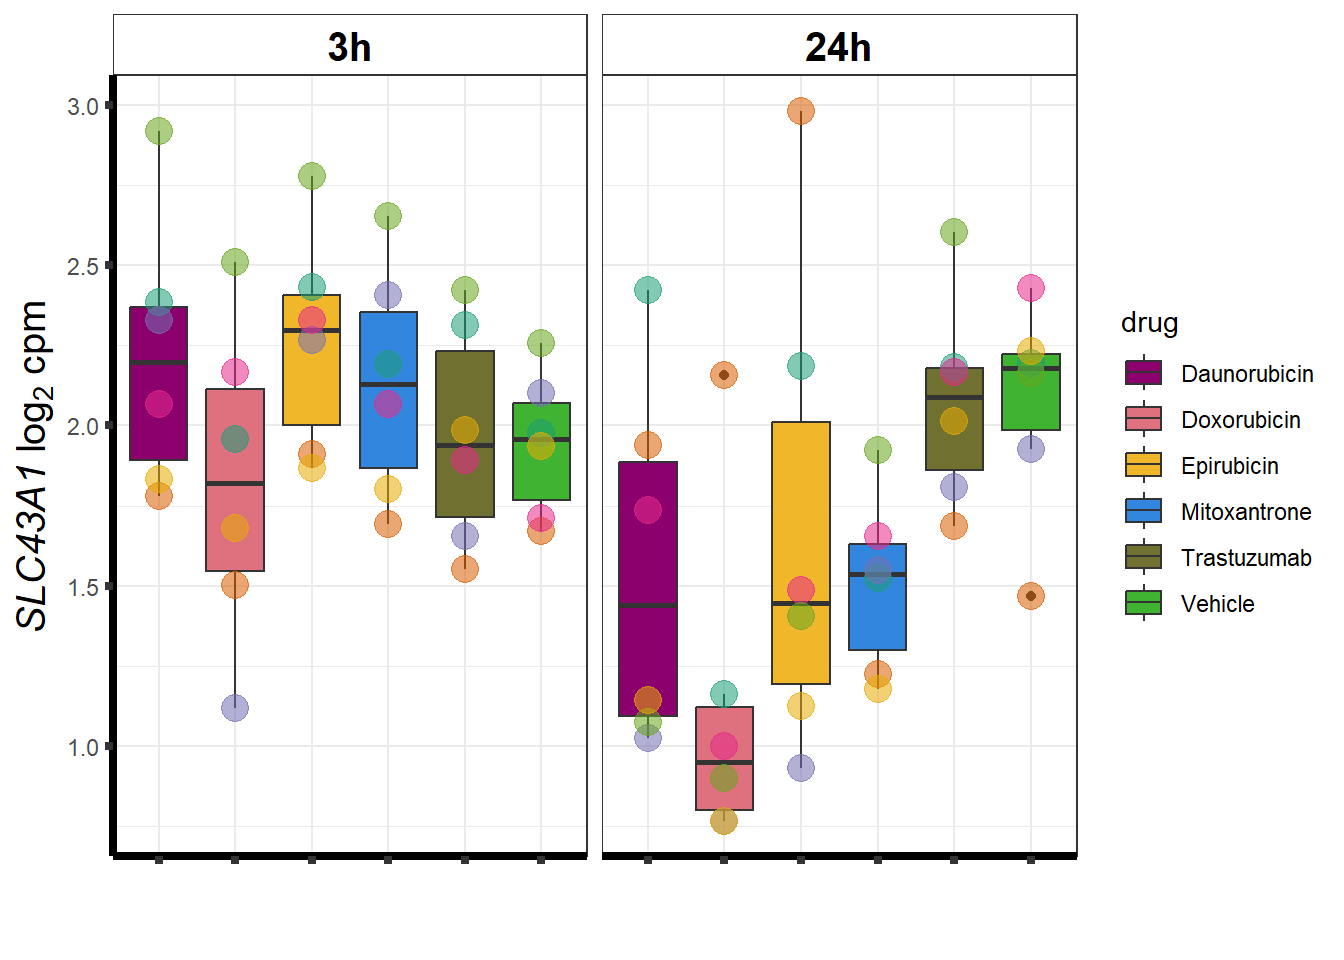 3h
24h
3.0
2.5
2.0
1.5
1.0
SLC43A1 log₂ cpm
drug
Daunorubicin
Doxorubicin
Epirubicin
Mitoxantrone
Trastuzumab
Vehicle